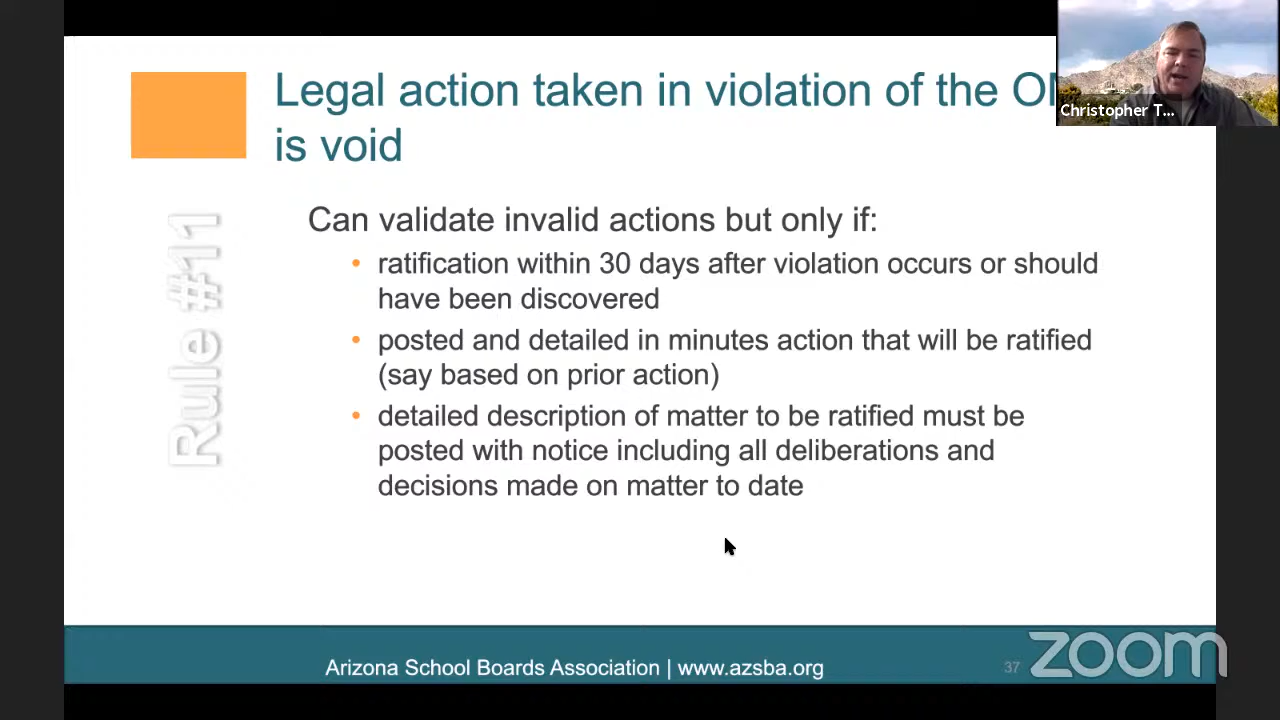 Legal action taken in violation of the
is void
Christopher T...
Rule #11
Can validate invalid actions but only if:
• ratification within 30 days after violation occurs or should
have been discovered
• posted and detailed in minutes action that will be ratified
(say based on prior action)
• detailed description of matter to be ratified must be
posted with notice including all deliberations and
decisions made on matter to date
Arizona School Boards Association | www.azsba.org
37
zoom